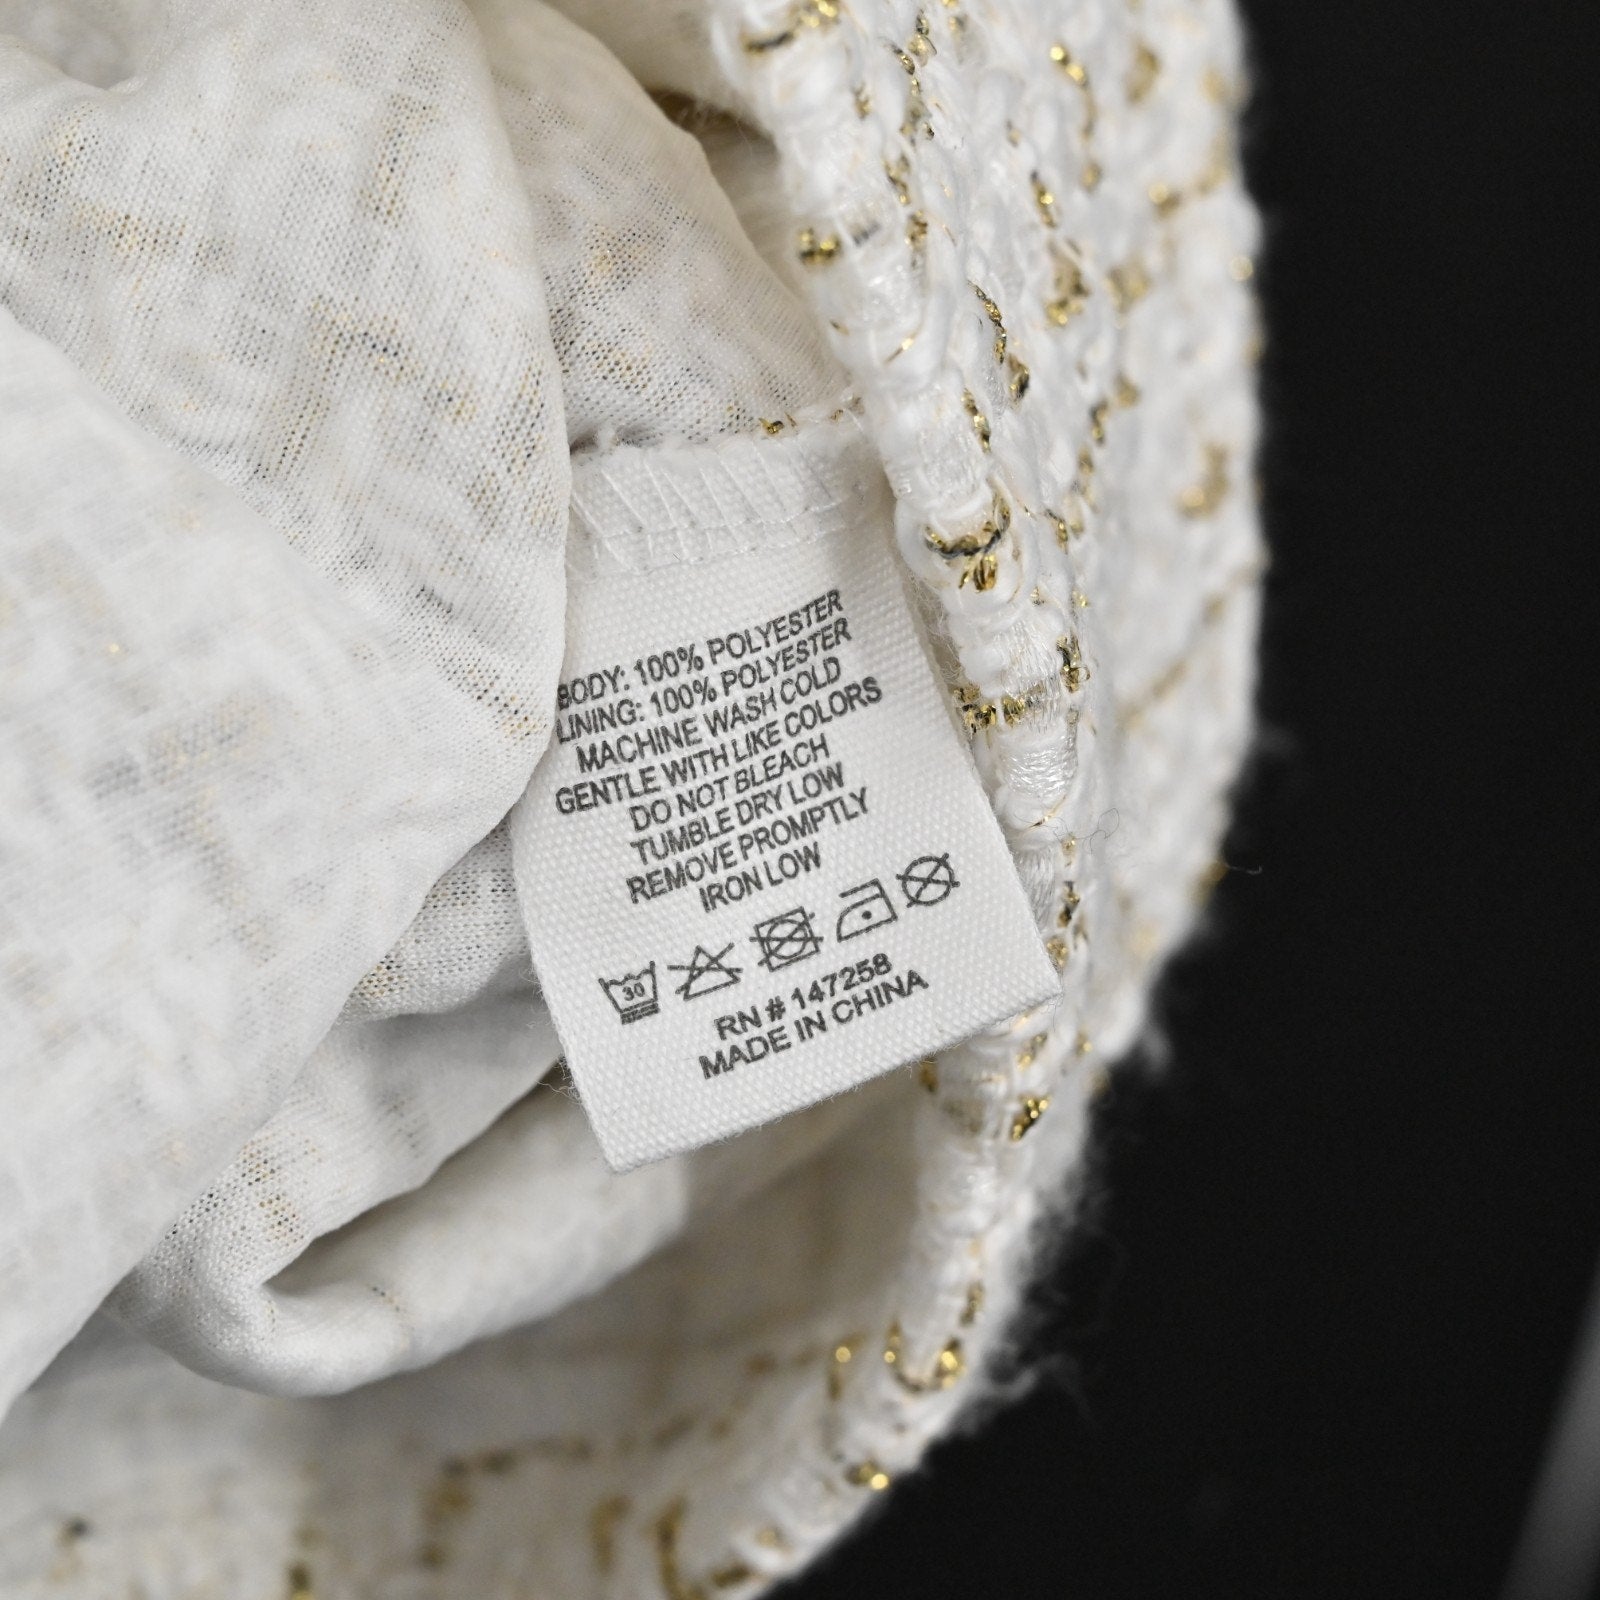 BODY: 100% POLYESTER
LINING: 100% POLYESTER
MACHINE WASH COLD
GENTLE WITH LIKE COLORS
DO NOT BLEACH
TUMBLE DRY LOW
REMOVE PROMPTLY
IRON LOW
30
RN # 147258
MADE IN CHINA